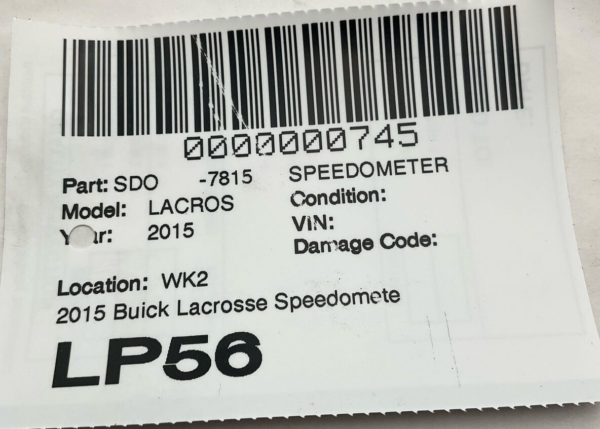 0000000745
Part: SDO -7815 SPEEDOMETER
Model: LACROS Condition:
Year: 2015 VIN:
Damage Code:
Location: WK2
2015 Buick Lacrosse Speedomete
LP56